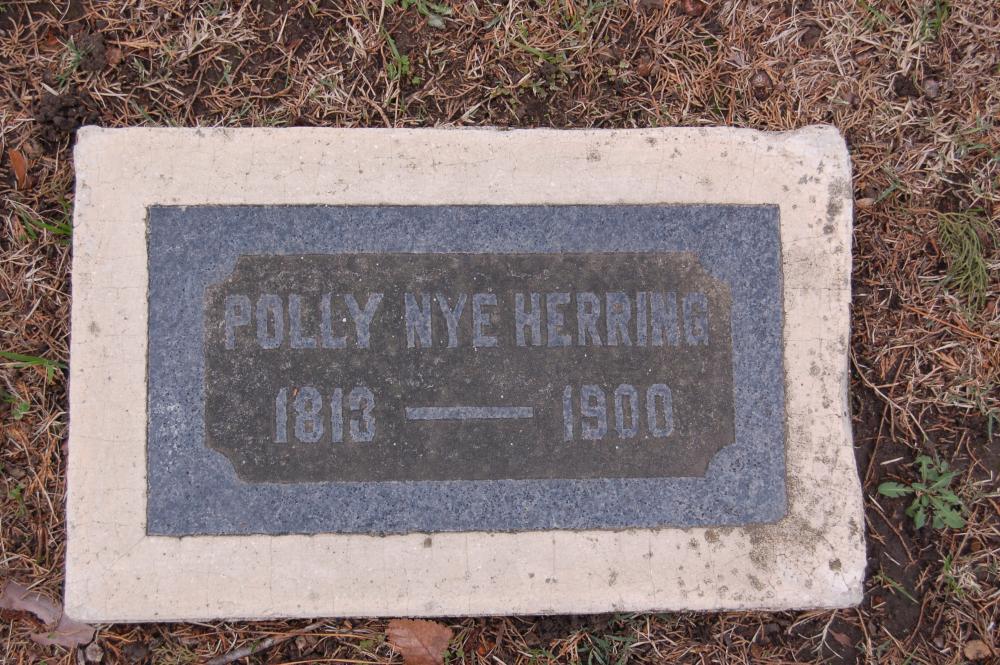 POLLY NYE HERRING
1813 — 1900